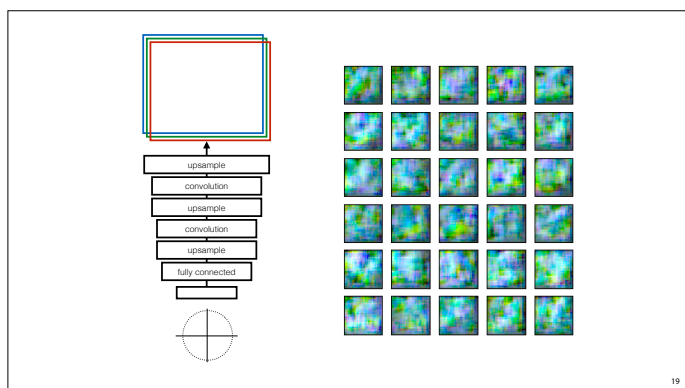 upsample
convolution
upsample
convolution
upsample
fully connected
19